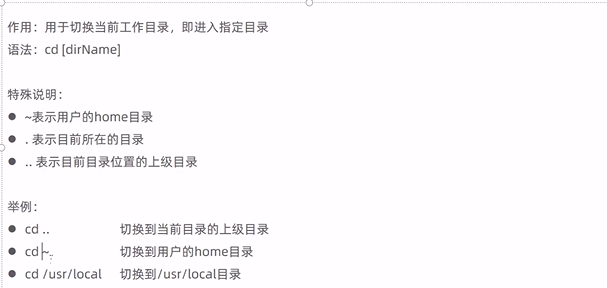 作用：用于切换当前工作目录，即进入指定目录
语法：cd [dirName]
特殊说明：
● ~表示用户的home目录
● . 表示目前所在的目录
● .. 表示目前目录位置的上级目录
举例：
● cd .. 切换到当前目录的上级目录
● cd ~ 切换到用户的home目录
● cd /usr/local 切换到/usr/local目录